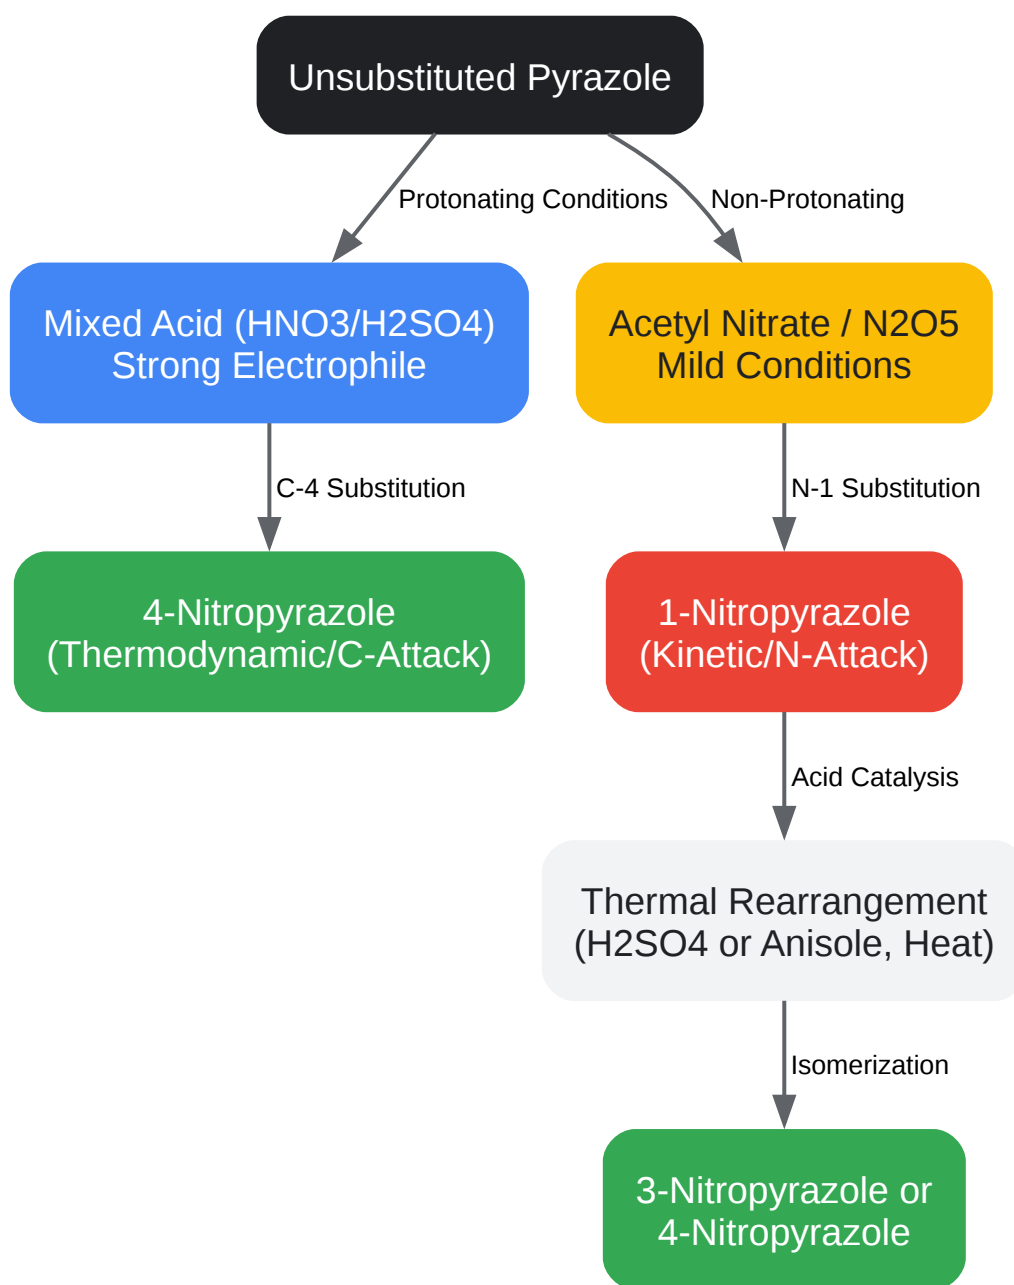 Unsubstituted Pyrazole
Protonating Conditions
Non-Protonating
Mixed Acid (HNO3/H2SO4)
Strong Electrophile
Acetyl Nitrate / N2O5
Mild Conditions
C-4 Substitution
N-1 Substitution
4-Nitropyrazole
(Thermodynamic/C-Attack)
1-Nitropyrazole
(Kinetic/N-Attack)
Acid Catalysis
Thermal Rearrangement
(H2SO4 or Anisole, Heat)
Isomerization
3-Nitropyrazole or
4-Nitropyrazole